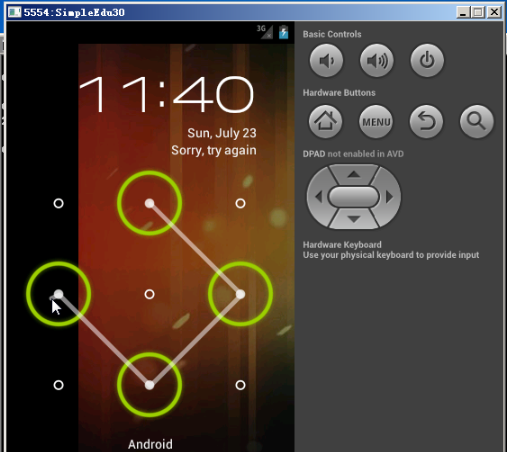 5554:SimpleEdu30
3G
11:40
Sun, July 23
Sorry, try again
Android
Basic Controls
Hardware Buttons
MENU
DPAD not enabled in AVD
Hardware Keyboard
Use your physical keyboard to provide input